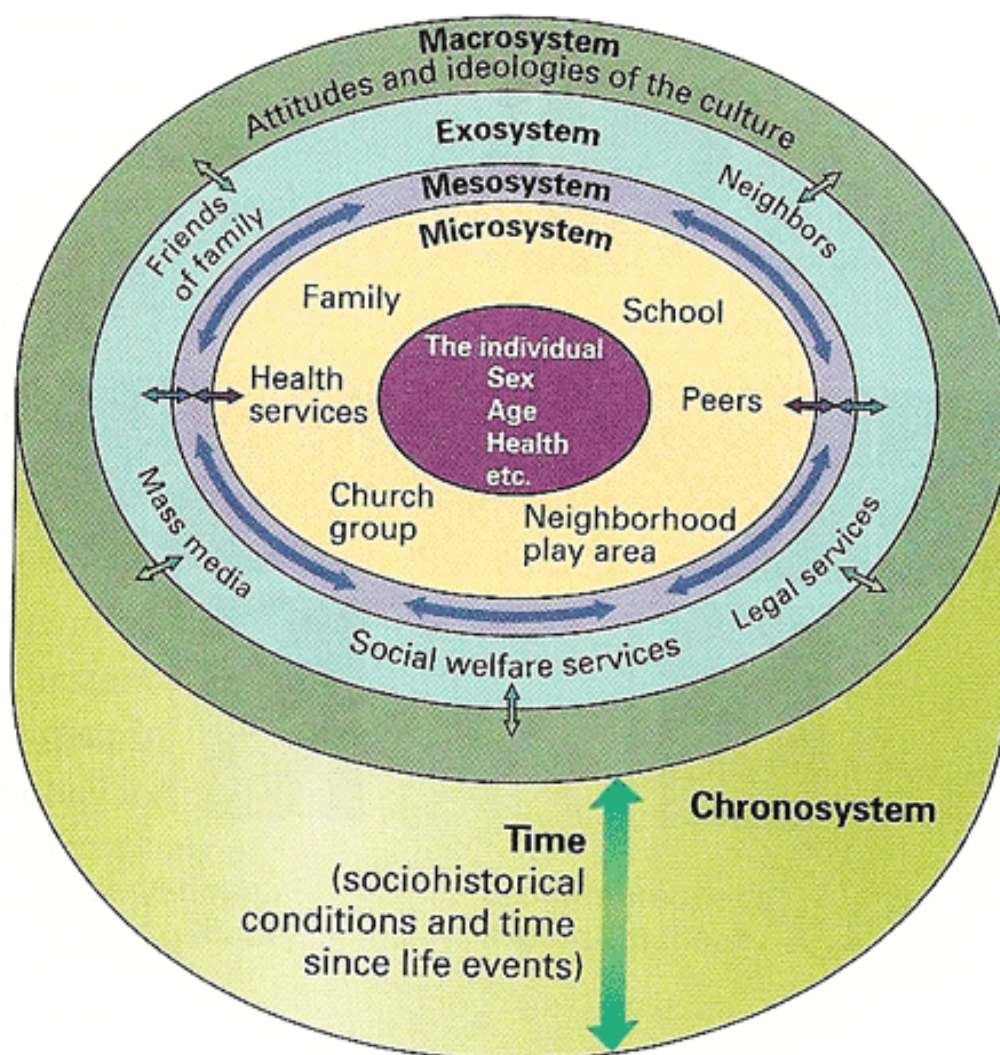 Macrosystem
Attitudes and ideologies of the culture
Exosystem
Mesosystem
Microsystem
Friends
of family
Neighbors
Family
School
The individual
Sex
Age
Health
etc.
Health
services
Peers
Church
group
Neighborhood
play area
Mass media
Social welfare services
Legal services
Chronosystem
Time
(sociohistorical
conditions and time
since life events)